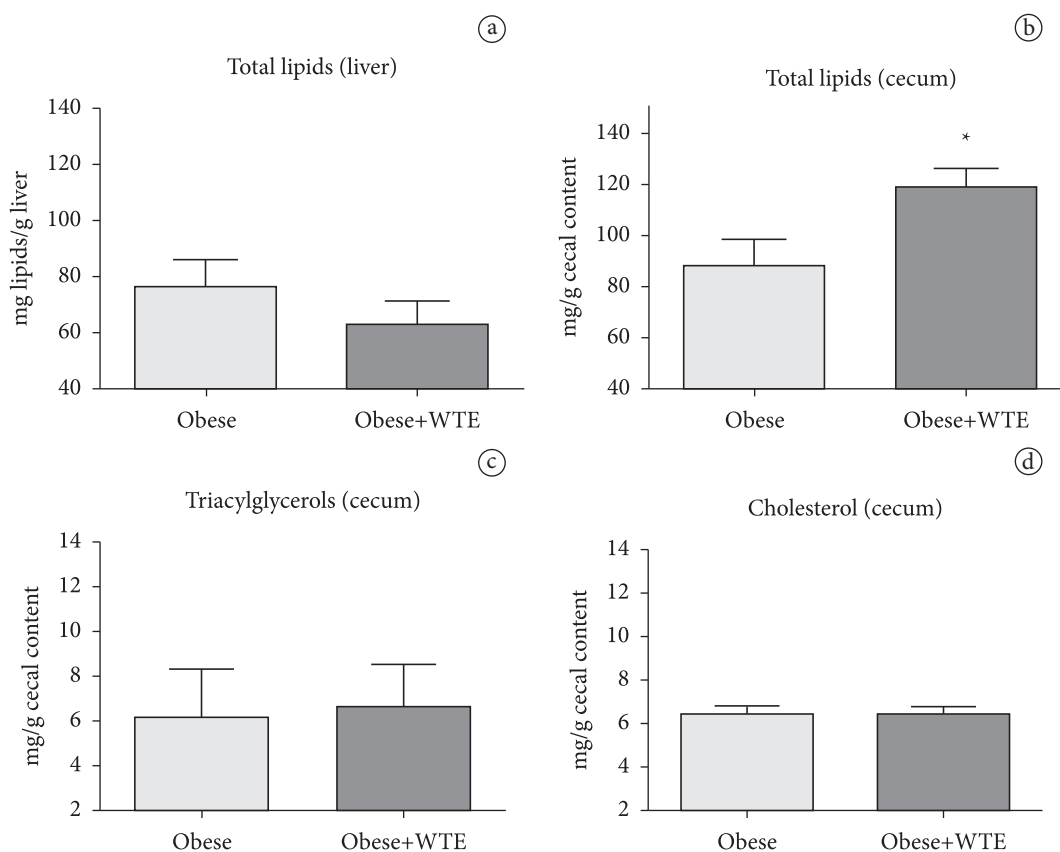 a
Total lipids (liver)
mg lipids/g liver
140
120
100
80
60
40
Obese
Obese+WTE
b
Total lipids (cecum)
mg/g cecal content
140
120
100
80
60
40
*
Obese
Obese+WTE
c
Triacylglycerols (cecum)
mg/g cecal content
14
12
10
8
6
4
2
Obese
Obese+WTE
d
Cholesterol (cecum)
mg/g cecal content
14
12
10
8
6
4
2
Obese
Obese+WTE